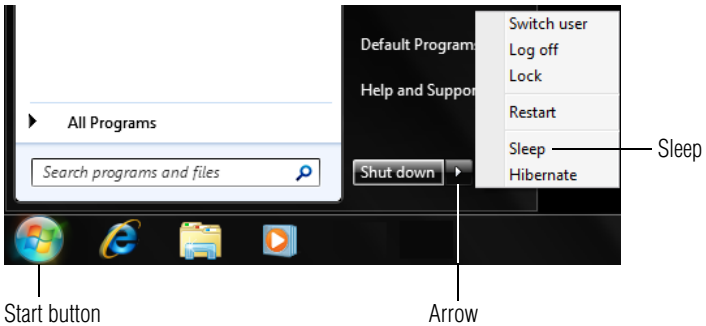 Switch user
Default Program
Log off
Lock
Help and Suppor
Restart
All Programs
Sleep
Sleep
Search programs and files
Shut down
Hibernate
Start button
Arrow